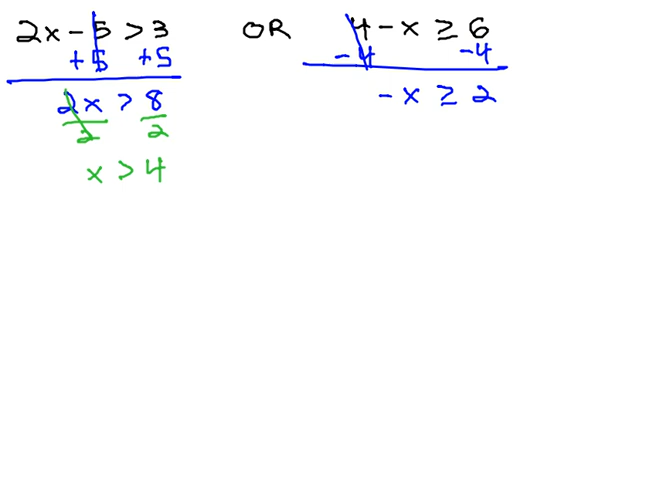 2x - 5 > 3 OR 4 - x ≥ 6
+5 +5 -4 -4
2x > 8 -x ≥ 2
2 2
x > 4